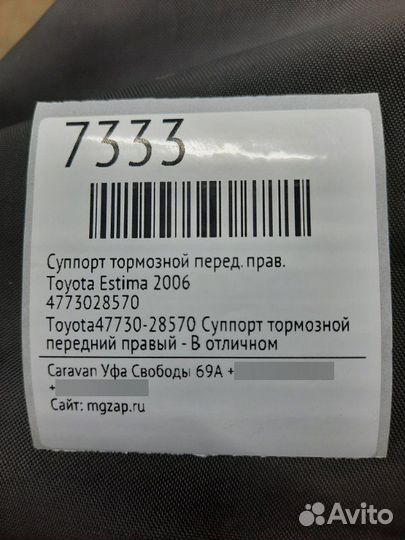 7333
Суппорт тормозной перед. прав.
Toyota Estima 2006
4773028570
Toyota47730-28570 Суппорт тормозной
передний правый - В отличном
Caravan Уфа Свободы 69А +
+
Сайт: mgzap.ru
Avito